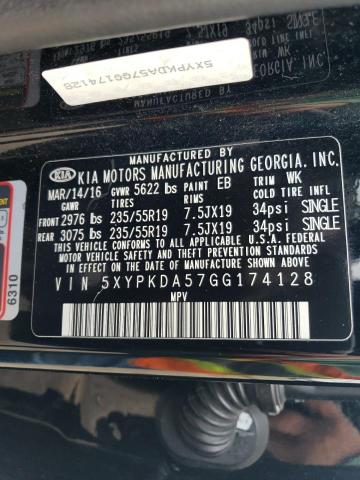 5XYPKDA57GG174128
MANUFACTURED BY
KIA KIA MOTORS MANUFACTURING GEORGIA. INC.
MAR/14/16 GVWR 5622 lbs PAINT EB TRIM WK
GAWR TIRES RIMS COLD TIRE INFL
FRONT 2976 lbs 235/55R19 7.5JX19 34psi SINGLE
REAR 3075 lbs 235/55R19 7.5JX19 34psi SINGLE
THIS VEHICLE CONFORMS TO ALL APPLICABLE U.S.A. FEDERAL
MOTOR VEHICLE SAFETY, BUMPER, AND THEFT PREVENTION
STANDARDS IN EFFECT ON THE DATE OF MANUFACTURE
SHOWN ABOVE.
VIN 5XYPKDA57GG174128
MPV
6310